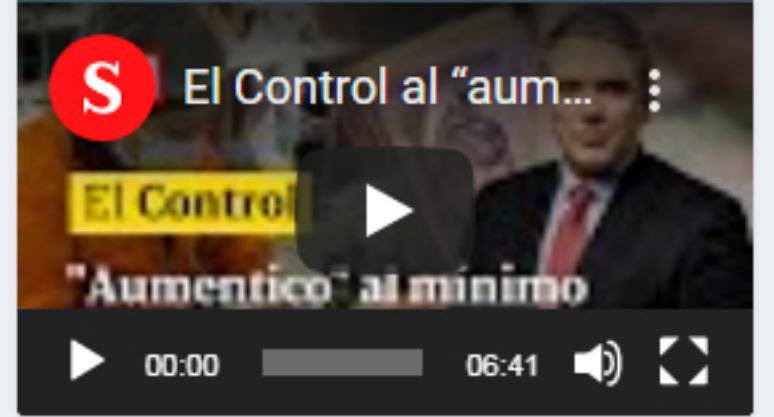 S
El Control al “aum...
El Control
"Aumentico" al mínimo
00:00
06:41